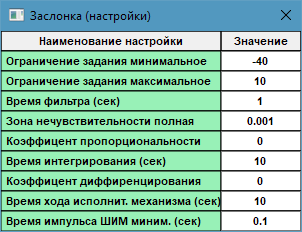 Заслонка (настройки)
Наименование настройки Значение
Ограничение задания минимальное -40
Ограничение задания максимальное 10
Время фильтра (сек) 1
Зона нечувствительности полная 0.001
Коэффицент пропорциональности 0
Время интегрирования (сек) 10
Коэффицент диффиренцирования 0
Время хода исполнит. механизма (сек) 10
Время импульса ШИМ миним. (сек) 0.1